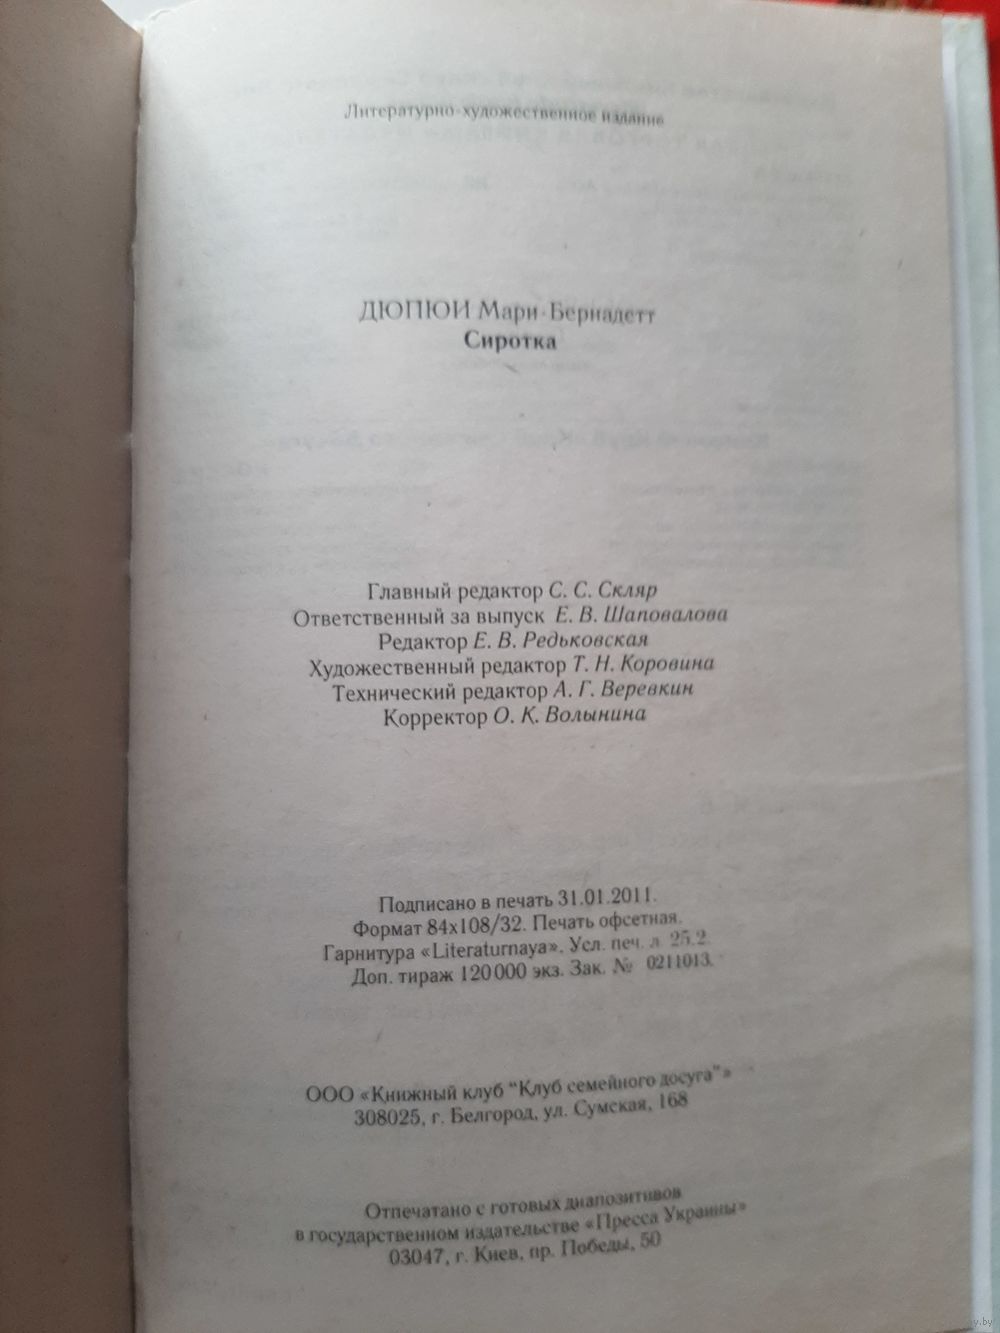 Литературно-художественное издание
ДЮПЮИ Мари-Бернадетт
Сиротка
Главный редактор С. С. Скляр
Ответственный за выпуск Е. В. Шаповалова
Редактор Е. В. Редьковская
Художественный редактор Т. Н. Коровина
Технический редактор А. Г. Веревкин
Корректор О. К. Волынина
Подписано в печать 31.01.2011.
Формат 84х108/32. Печать офсетная.
Гарнитура «Literaturnaya». Усл. печ. л 25,2.
Доп. тираж 120 000 экз. Зак. № 0211013.
ООО «Книжный клуб “Клуб семейного досуга”»
308025, г. Белгород, ул. Сумская, 168
Отпечатано с готовых диапозитивов
в государственном издательстве «Пресса Украины»
03047, г. Киев, пр. Победы, 50